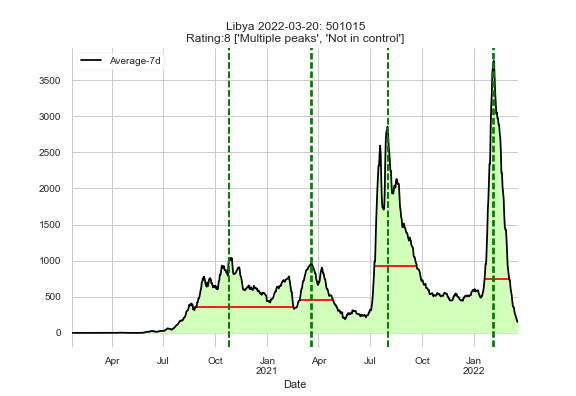 Libya 2022-03-20: 501015
Rating:8 ['Multiple peaks', 'Not in control']
Average-7d
3500
3000
2500
2000
1500
1000
500
0
Apr Jul Oct Jan Apr Jul Oct Jan
2021 2022
Date